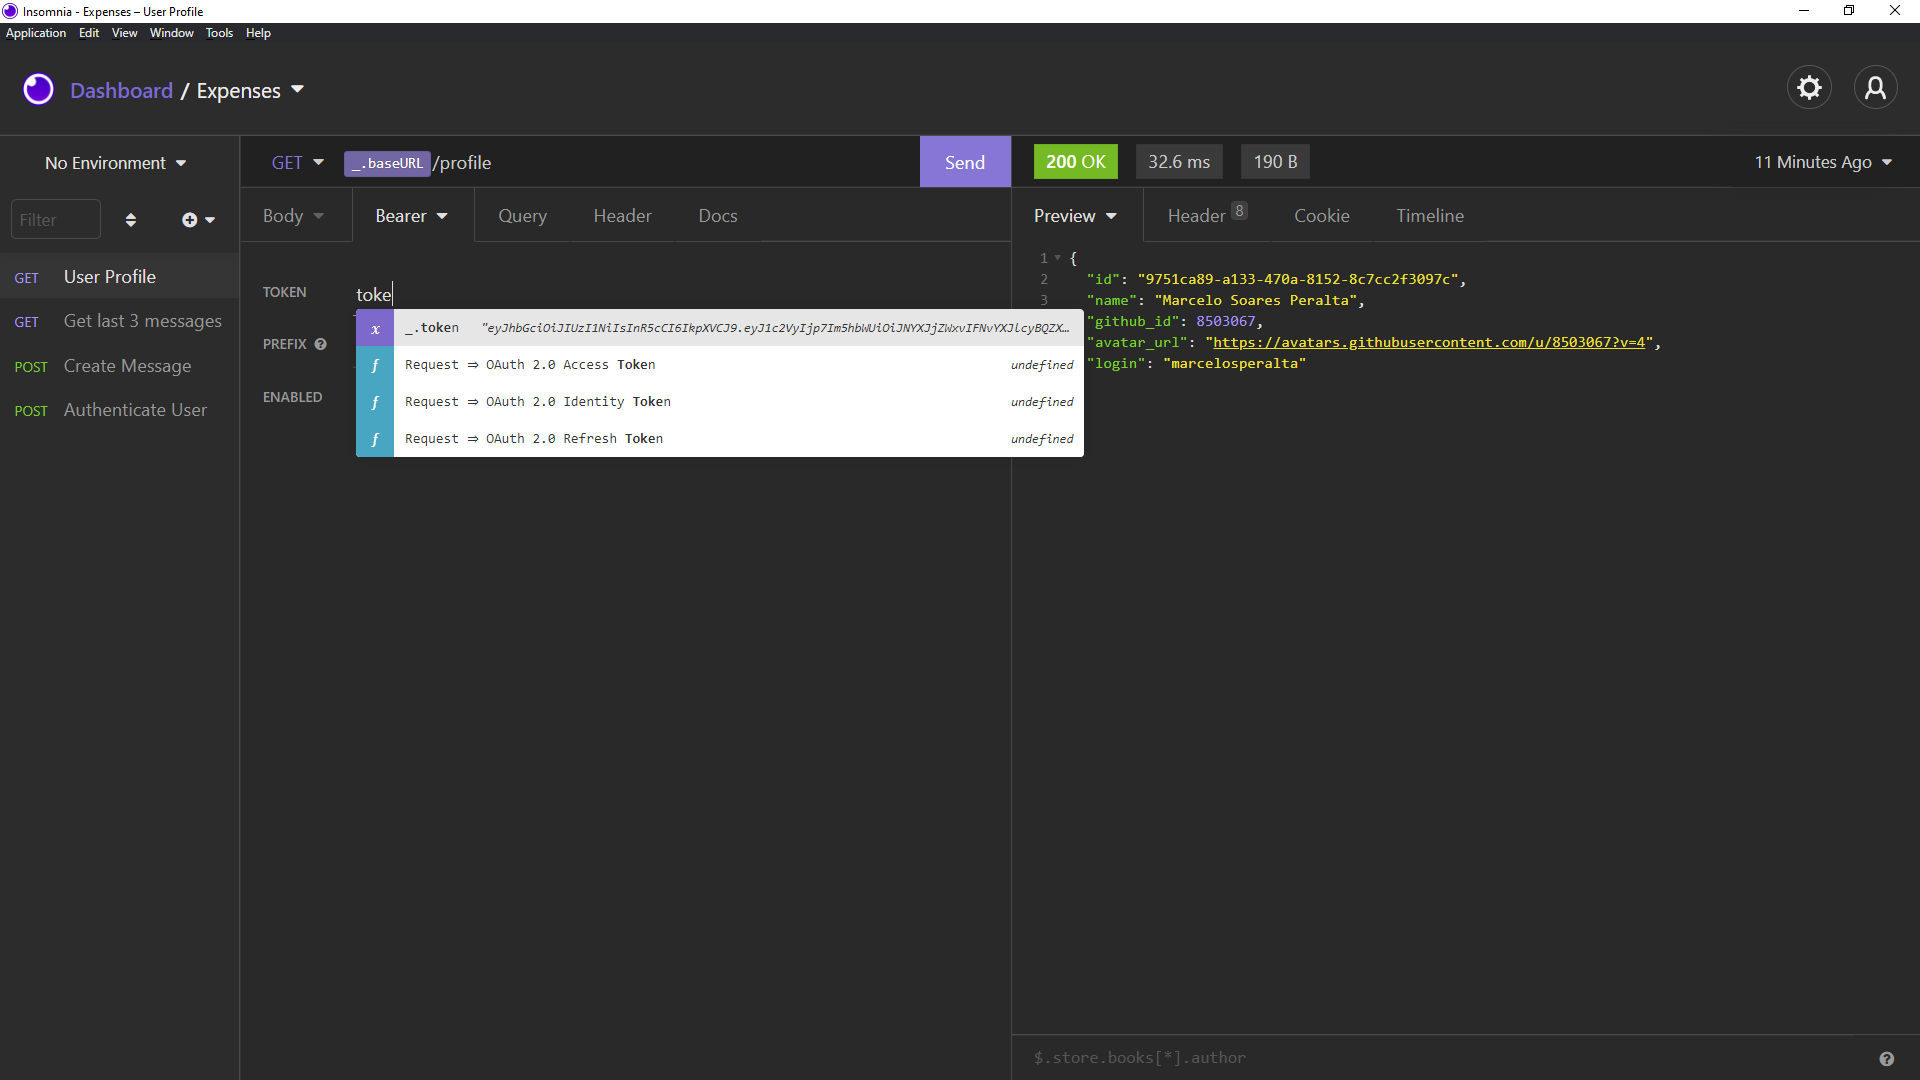 Insomnia - Expenses – User Profile
Application Edit View Window Tools Help
Dashboard / Expenses
No Environment
Filter
GET User Profile
GET Get last 3 messages
POST Create Message
POST Authenticate User
GET _.baseURL/profile
Send
Body Bearer Query Header Docs
TOKEN toke
PREFIX
ENABLED
x _.token "eyJhbGciOiJIUzI1NiIsInR5cCI6IkpXVCJ9.eyJ1c2VyIjp7Im5hbWUiOiJNYXJjZWxvIFNvYXJlcyBQZX…
f Request ⇒ OAuth 2.0 Access Token undefined
f Request ⇒ OAuth 2.0 Identity Token undefined
f Request ⇒ OAuth 2.0 Refresh Token undefined
200 OK 32.6 ms 190 B 11 Minutes Ago
Preview Header 8 Cookie Timeline
1 {
2 "id": "9751ca89-a133-470a-8152-8c7cc2f3097c",
3 "name": "Marcelo Soares Peralta",
"github_id": 8503067,
"avatar_url": "https://avatars.githubusercontent.com/u/8503067?v=4",
"login": "marcelosperalta"
$.store.books[*].author